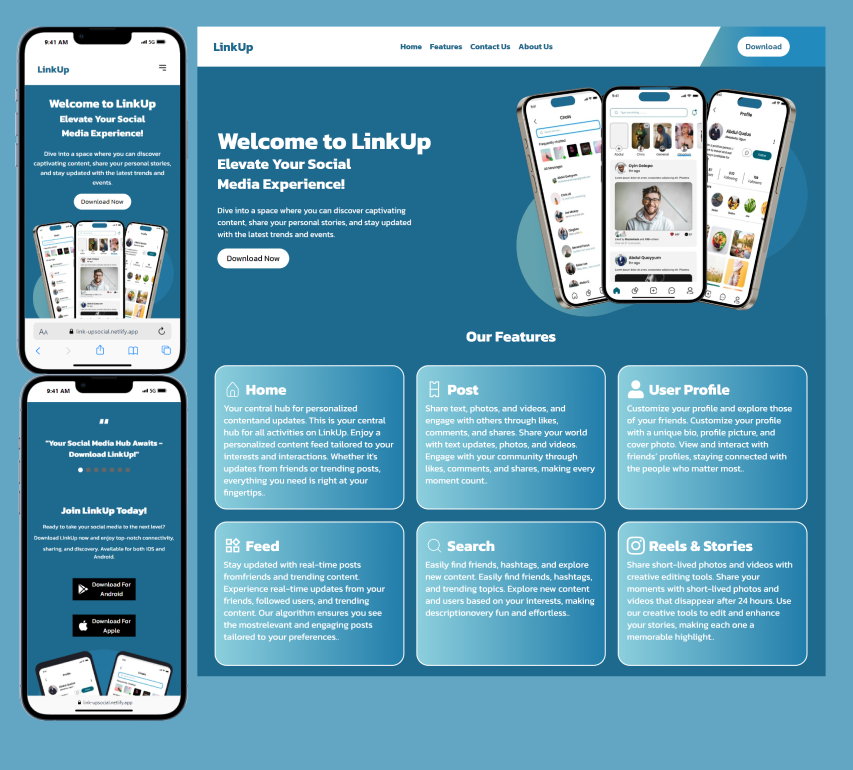 9:41 AM
5G
LinkUp
Welcome to LinkUp
Elevate Your Social
Media Experience!
Dive into a space where you can discover
captivating content, share your personal stories,
and stay updated with the latest trends and
events.
Download Now
AA
link-upsocial.netlify.app
9:41 AM
5G
"Your Social Media Hub Awaits –
Download LinkUp!"
Join LinkUp Today!
Ready to take your social media to the next level?
Download LinkUp now and enjoy top-notch connectivity,
sharing, and discovery. Available for both iOS and
Android.
Download For
Android
Download For
Apple
link-upsocial.netlify.app
LinkUp
Home Features Contact Us About Us
Download
Welcome to LinkUp
Elevate Your Social
Media Experience!
Dive into a space where you can discover captivating
content, share your personal stories, and stay updated
with the latest trends and events.
Download Now
Chats
Frequently chatted
Oyin Dolapo
1hr ago
Abdul Quayyum
6hr ago
Profile
Abdul Qudus
Our Features
Home
Your central hub for personalized
contentand updates. This is your central
hub for all activities on LinkUp. Enjoy a
personalized content feed tailored to your
interests and interactions. Whether it's
updates from friends or trending posts,
everything you need is right at your
fingertips..
Post
Share text, photos, and videos, and
engage with others through likes,
comments, and shares. Share your world
with text updates, photos, and videos.
Engage with your community through
likes, comments, and shares, making every
moment count..
User Profile
Customize your profile and explore those
of your friends. Customize your profile
with a unique bio, profile picture, and
cover photo. View and interact with
friends' profiles, staying connected with
the people who matter most..
Feed
Stay updated with real-time posts
fromfriends and trending content.
Experience real-time updates from your
friends, followed users, and trending
content. Our algorithm ensures you see
the mostrelevant and engaging posts
tailored to your preferences..
Search
Easily find friends, hashtags, and explore
new content. Easily find friends, hashtags,
and trending topics. Explore new content
and users based on your interests, making
descriptionovery fun and effortless..
Reels & Stories
Share short-lived photos and videos with
creative editing tools. Share your
moments with short-lived photos and
videos that disappear after 24 hours. Use
our creative tools to edit and enhance
your stories, making each one a
memorable highlight..